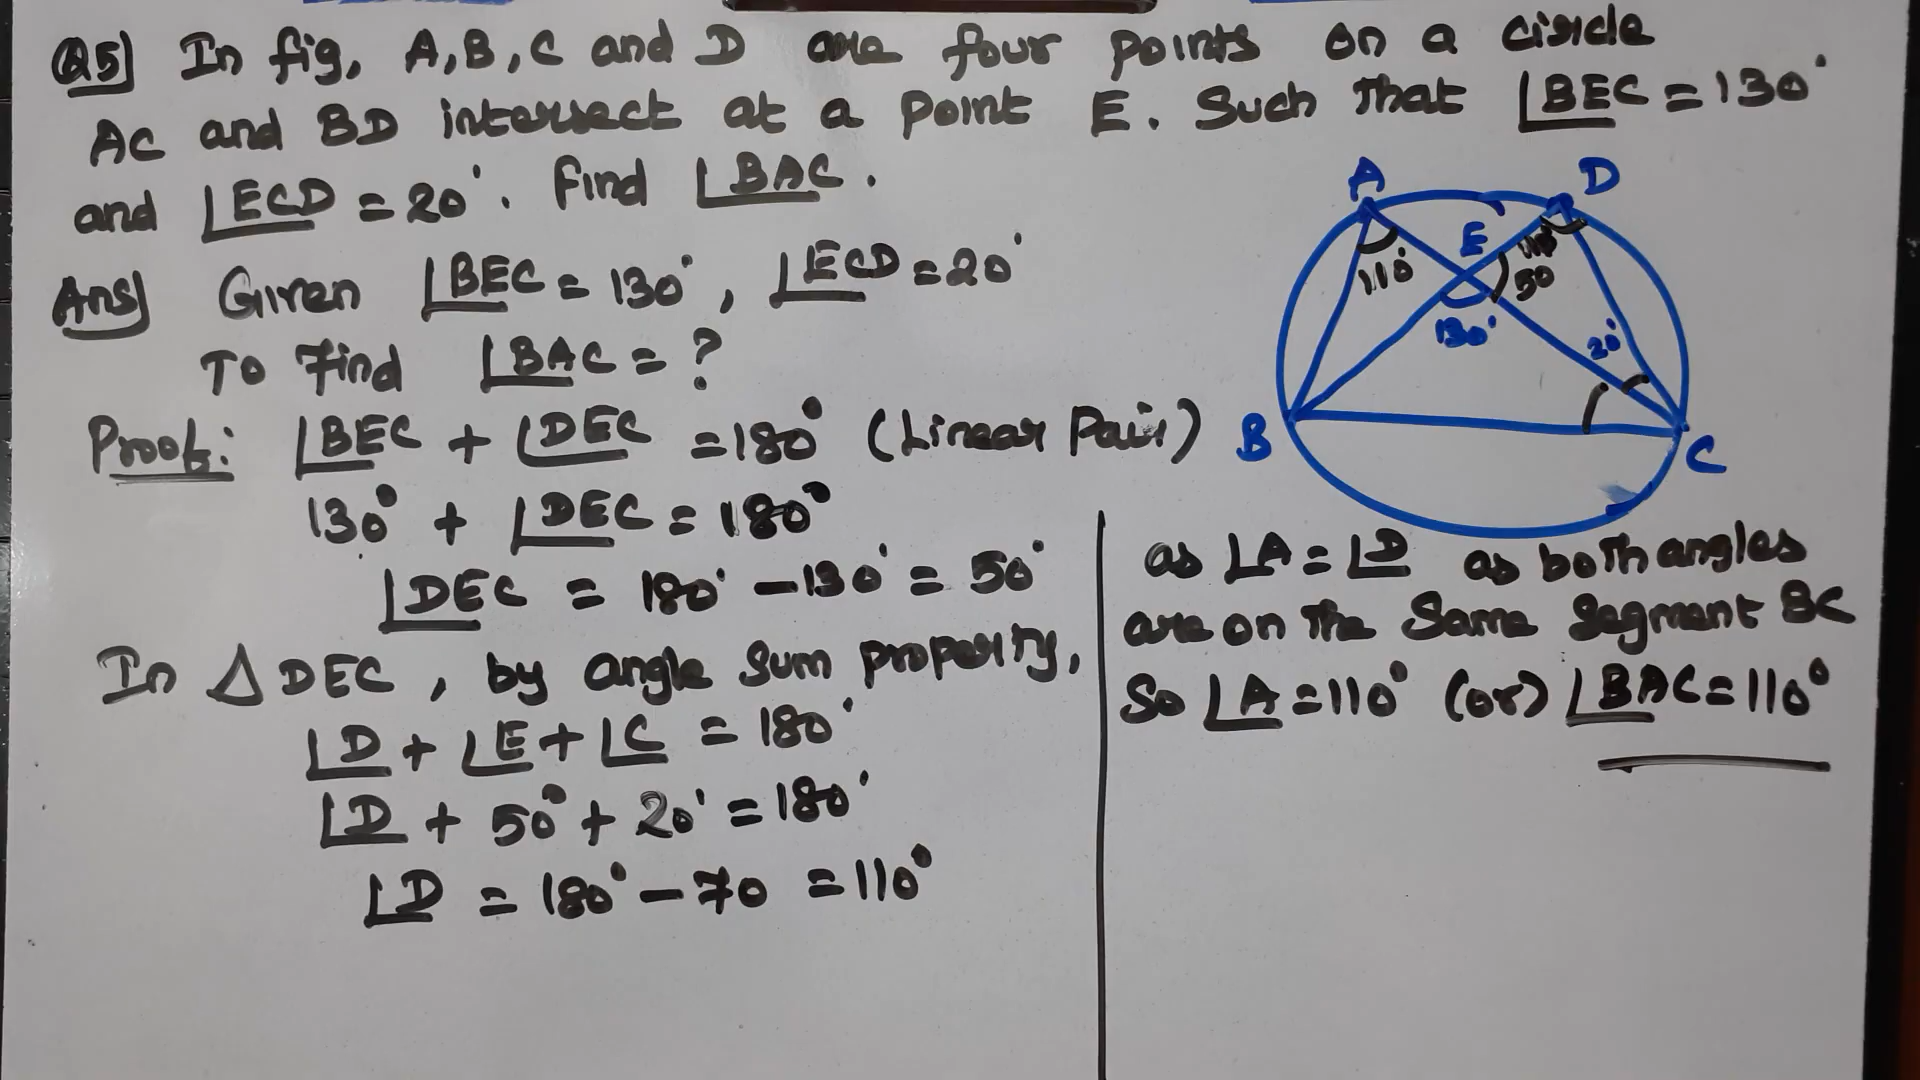 Q5] In fig, A,B,C and D are four points on a circle
AC and BD intersect at a point E. Such that ∠BEC = 130°
and ∠ECD = 20°. Find ∠BAC.
Ans] Given ∠BEC = 130°, ∠ECD = 20°
To Find ∠BAC = ?
Proof: ∠BEC + ∠DEC = 180° (Linear Pair)
130° + ∠DEC = 180°
∠DEC = 180° - 130° = 50°
In △DEC, by angle sum property,
∠D + ∠E + ∠C = 180°
∠D + 50° + 20° = 180°
∠D = 180° - 70 = 110°
A
D
E
110°
110°
50
130°
20°
B
C
as ∠A = ∠D as both angles
are on the Same Segment BC
So ∠A = 110° (or) ∠BAC = 110°